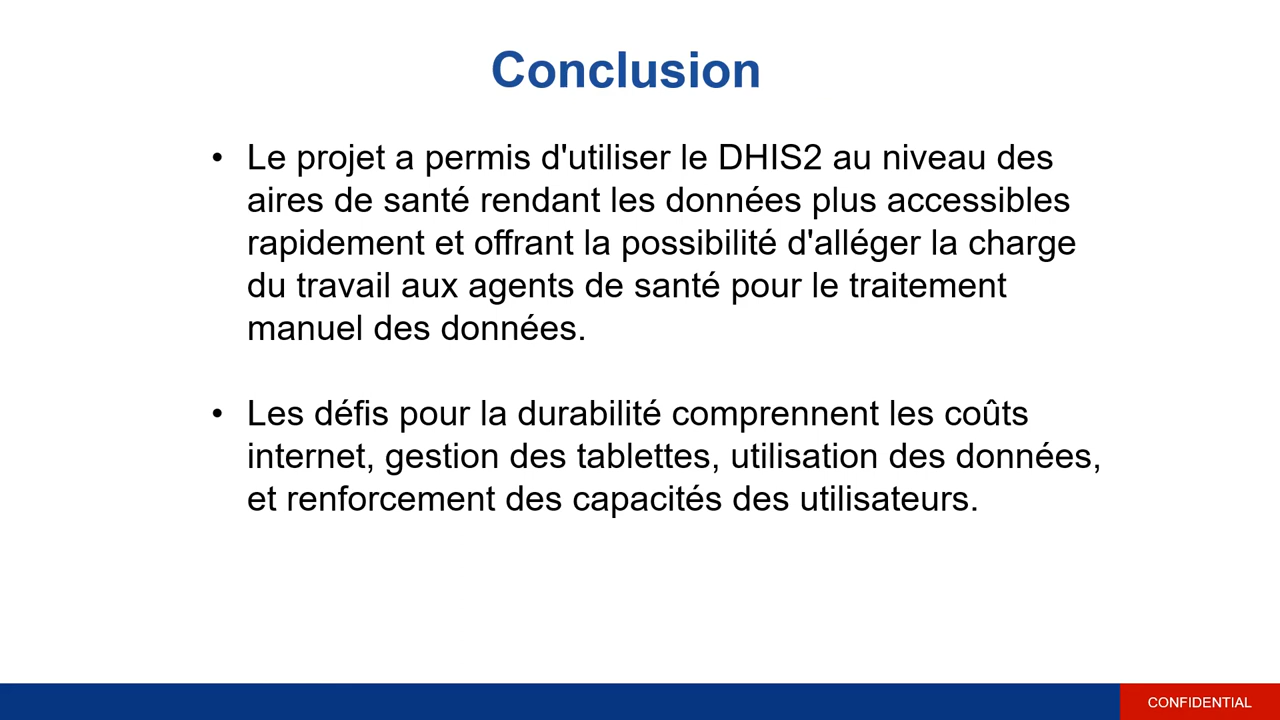 Conclusion
• Le projet a permis d'utiliser le DHIS2 au niveau des
aires de santé rendant les données plus accessibles
rapidement et offrant la possibilité d'alléger la charge
du travail aux agents de santé pour le traitement
manuel des données.
• Les défis pour la durabilité comprennent les coûts
internet, gestion des tablettes, utilisation des données,
et renforcement des capacités des utilisateurs.
CONFIDENTIAL